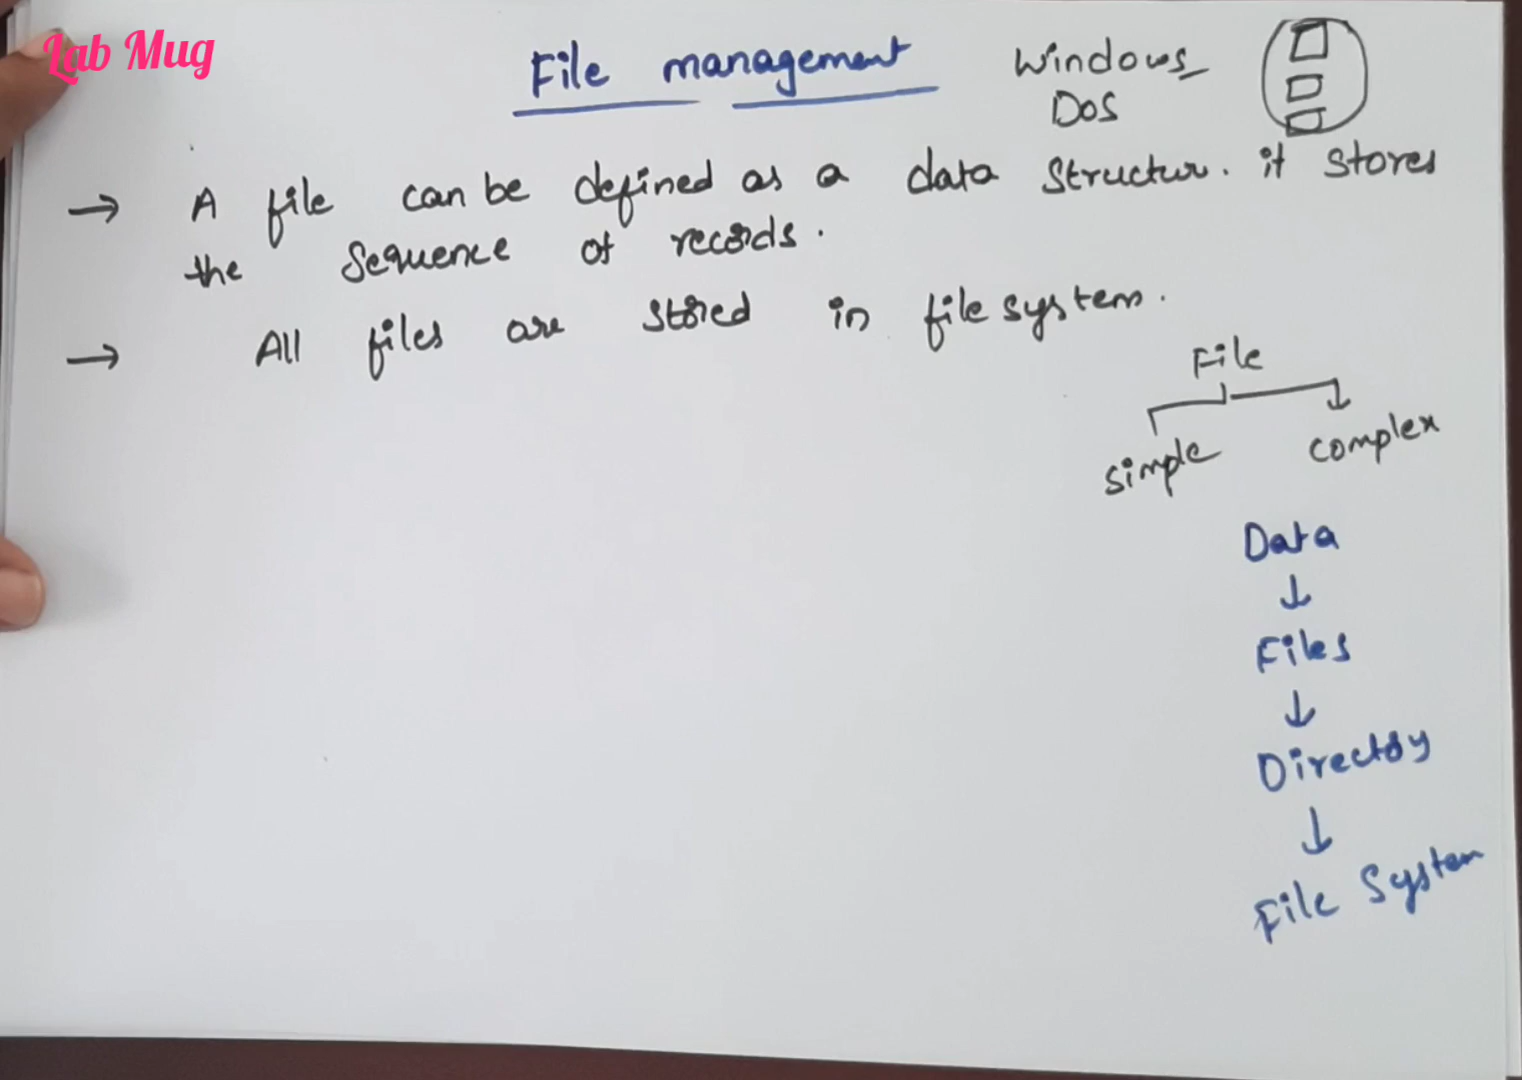 Lab Mug
File management
Windows
DOS
→ A file can be defined as a data structur. it stores
the sequence of records.
→ All files are stored in file system.
File
simple complex
Data
↓
Files
↓
Directory
↓
File System